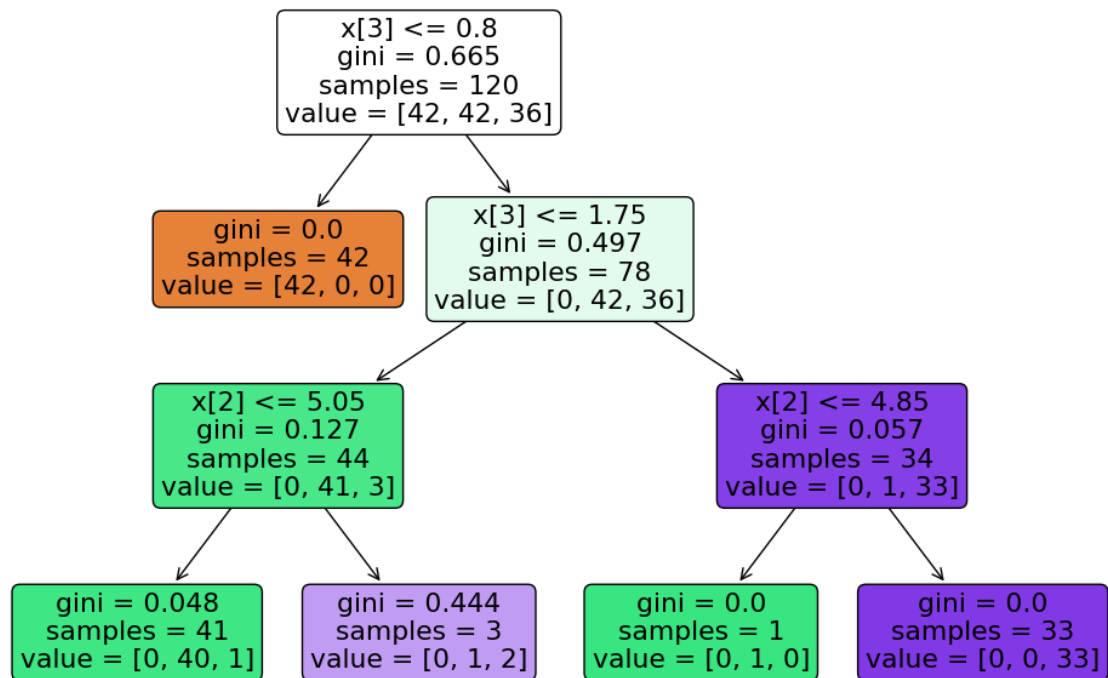 x[3] <= 0.8
gini = 0.665
samples = 120
value = [42, 42, 36]
gini = 0.0
samples = 42
value = [42, 0, 0]
x[3] <= 1.75
gini = 0.497
samples = 78
value = [0, 42, 36]
x[2] <= 5.05
gini = 0.127
samples = 44
value = [0, 41, 3]
x[2] <= 4.85
gini = 0.057
samples = 34
value = [0, 1, 33]
gini = 0.048
samples = 41
value = [0, 40, 1]
gini = 0.444
samples = 3
value = [0, 1, 2]
gini = 0.0
samples = 1
value = [0, 1, 0]
gini = 0.0
samples = 33
value = [0, 0, 33]